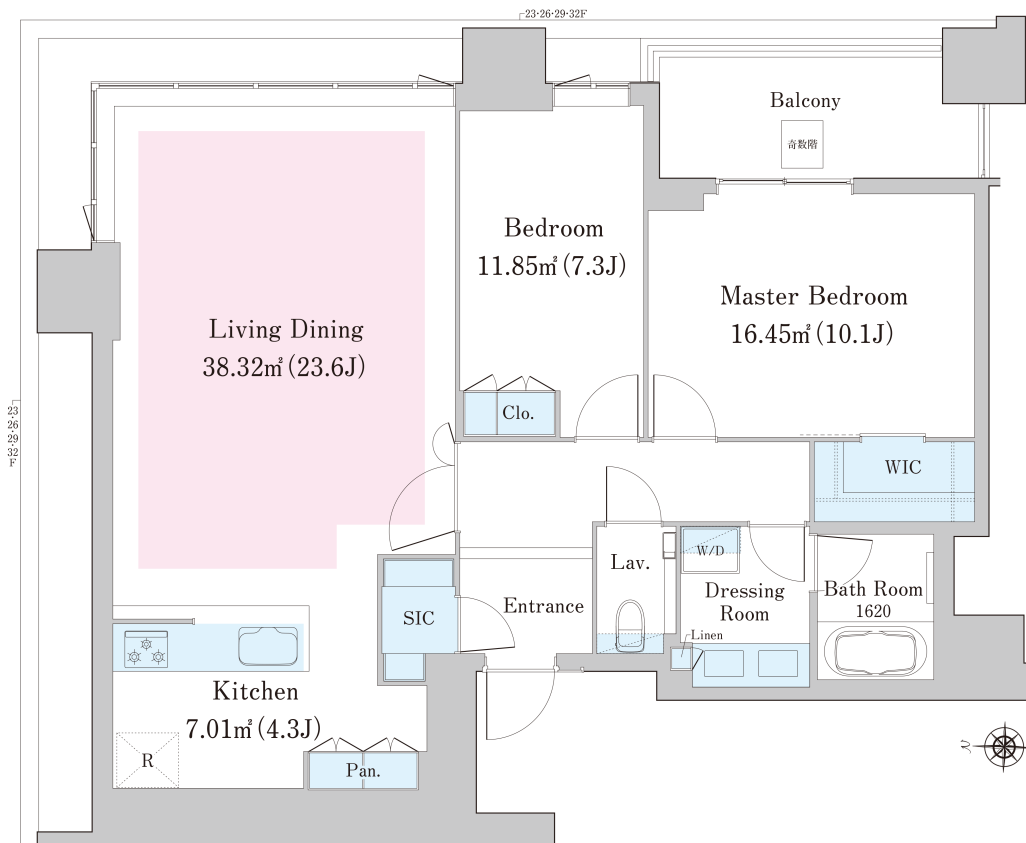 23·26·29·32F
Balcony
奇数階
Bedroom
11.85㎡(7.3J)
Master Bedroom
16.45㎡(10.1J)
Living Dining
38.32㎡(23.6J)
23·26·29·32F
Clo.
WIC
W/D
Lav.
Dressing
Room
Bath Room
1620
SIC
Entrance
Linen
Kitchen
7.01㎡(4.3J)
R
Pan.
N